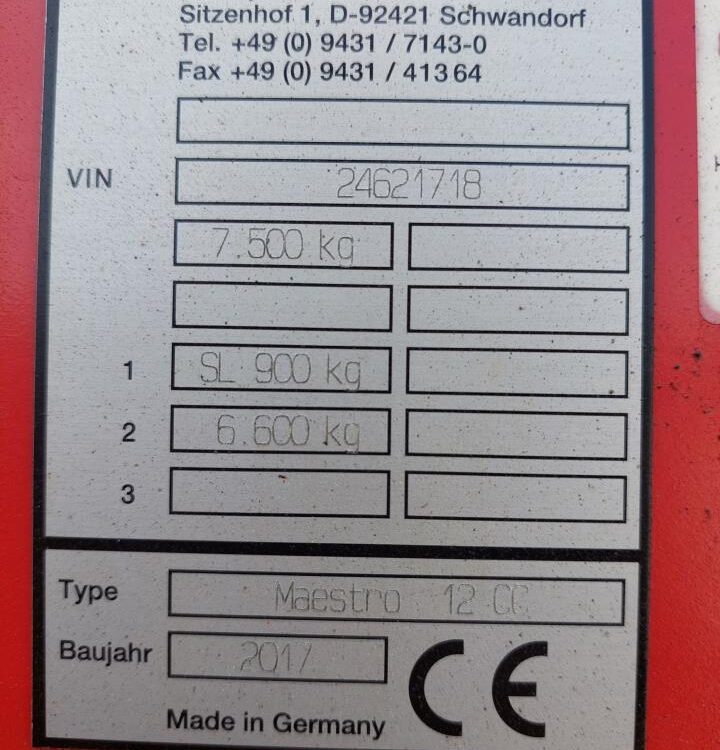 Sitzenhof 1, D-92421 Schwandorf
Tel. +49 (0) 9431 / 7143-0
Fax +49 (0) 9431 / 413 64
VIN 24621718
7.500 kg
1 SL 900 kg
2 6.600 kg
3
Type Maestro 12 CC
Baujahr 2017
Made in Germany CE